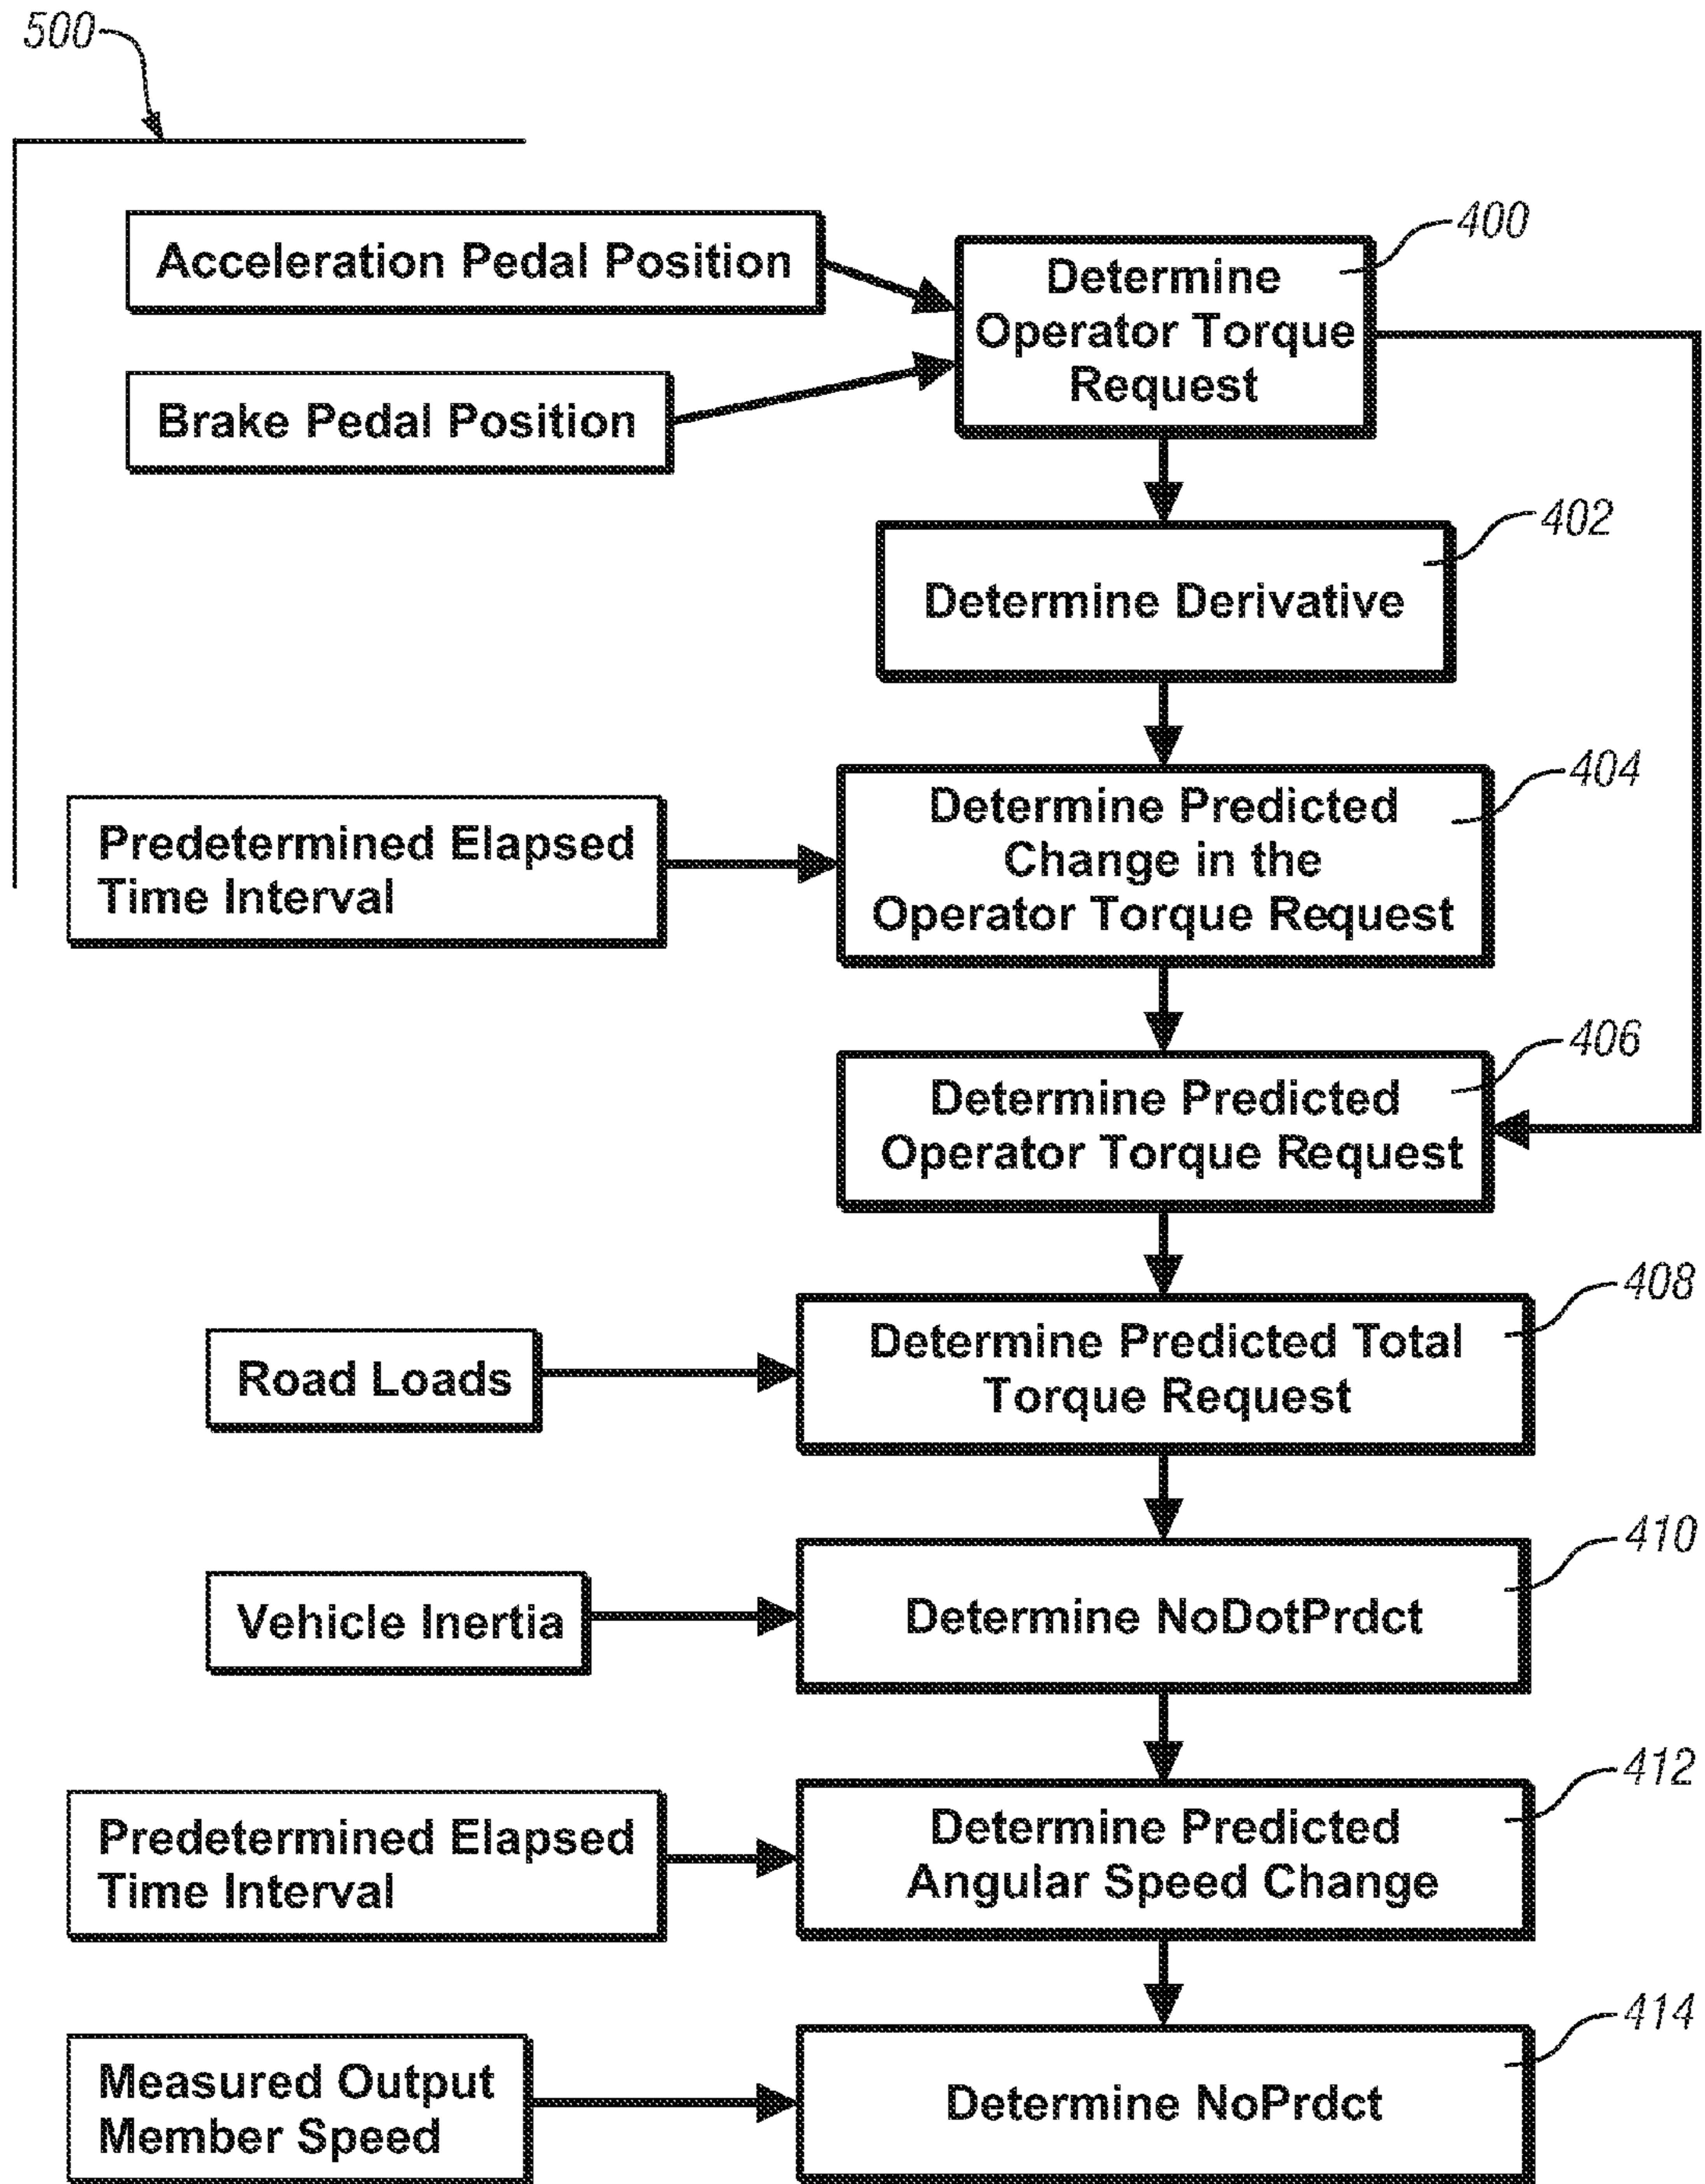 500
Acceleration Pedal Position
400
Determine
Operator Torque
Request
Brake Pedal Position
402
Determine Derivative
404
Predetermined Elapsed
Time Interval
Determine Predicted
Change in the
Operator Torque Request
406
Determine Predicted
Operator Torque Request
408
Road Loads
Determine Predicted Total
Torque Request
410
Vehicle Inertia
Determine NoDotPrdct
412
Predetermined Elapsed
Time Interval
Determine Predicted
Angular Speed Change
414
Measured Output
Member Speed
Determine NoPrdct